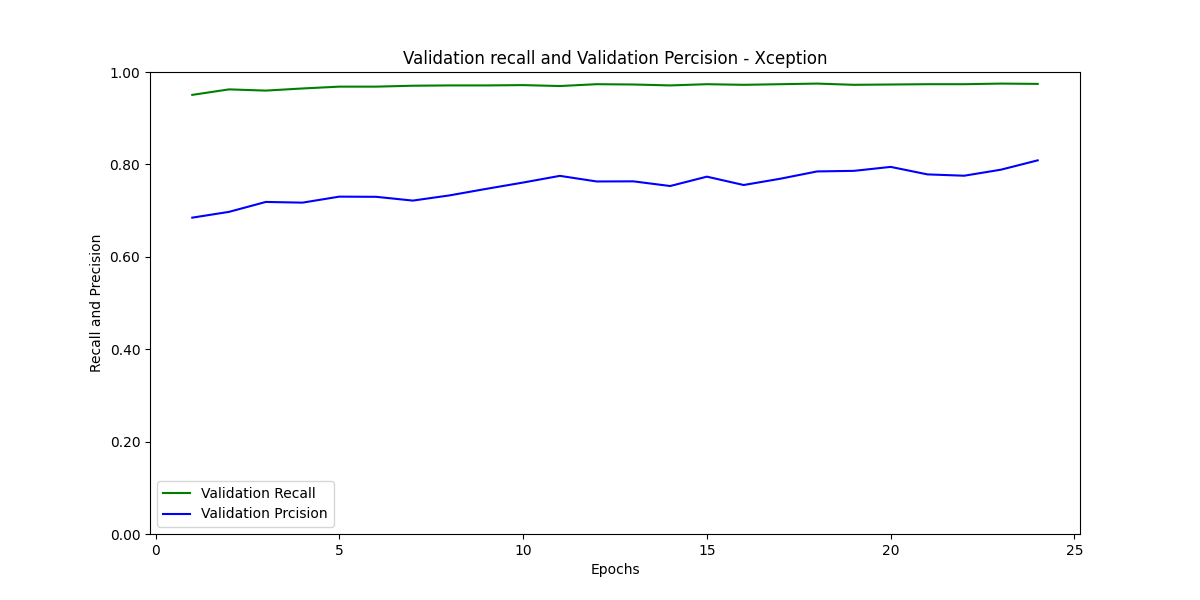 Validation recall and Validation Percision - Xception
1.00
0.80
0.60
0.40
0.20
0.00
Recall and Precision
Validation Recall
Validation Prcision
0 5 10 15 20 25
Epochs